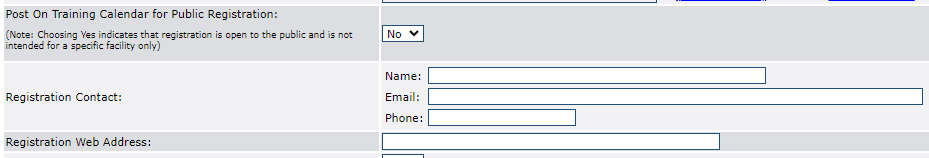 Post On Training Calendar for Public Registration:
(Note: Choosing Yes indicates that registration is open to the public and is not
intended for a specific facility only)
No
Registration Contact:
Name:
Email:
Phone:
Registration Web Address: